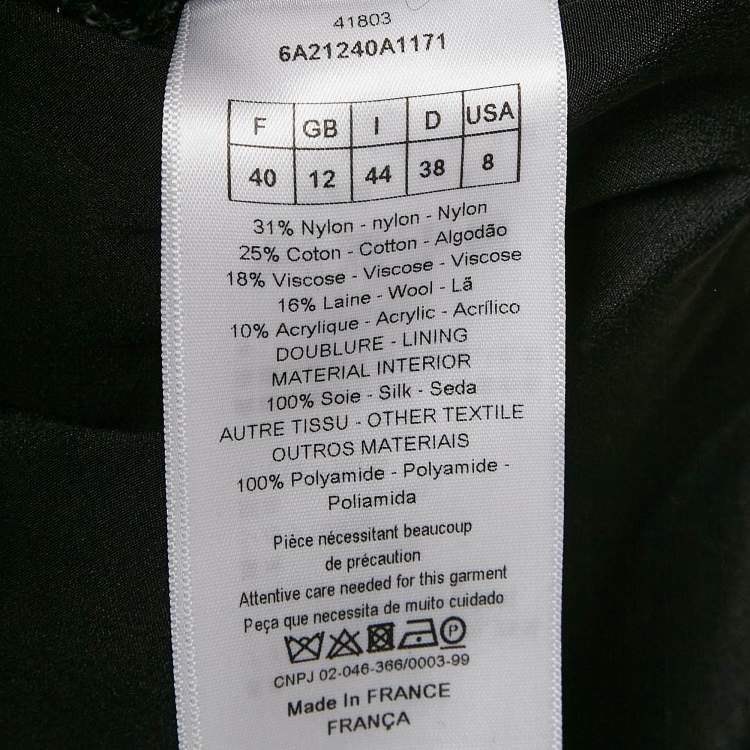 41803
6A21240A1171
F GB I D USA
40 12 44 38 8
31% Nylon - nylon - Nylon
25% Coton - Cotton - Algodão
18% Viscose - Viscose - Viscose
16% Laine - Wool - Lã
10% Acrylique - Acrylic - Acrílico
DOUBLURE - LINING
MATERIAL INTERIOR
100% Soie - Silk - Seda
AUTRE TISSU - OTHER TEXTILE
OUTROS MATERIAIS
100% Polyamide - Polyamide -
Poliamida
Pièce nécessitant beaucoup
de précaution
Attentive care needed for this garment
Peça que necessita de muito cuidado
P
CNPJ 02-046-366/0003-99
Made In FRANCE
FRANÇA